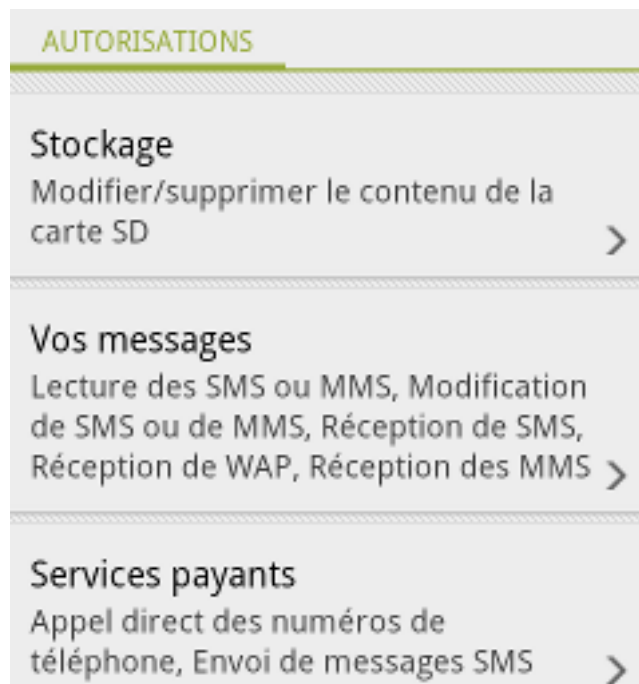 AUTORISATIONS
Stockage
Modifier/supprimer le contenu de la
carte SD
Vos messages
Lecture des SMS ou MMS, Modification
de SMS ou de MMS, Réception de SMS,
Réception de WAP, Réception des MMS
Services payants
Appel direct des numéros de
téléphone, Envoi de messages SMS